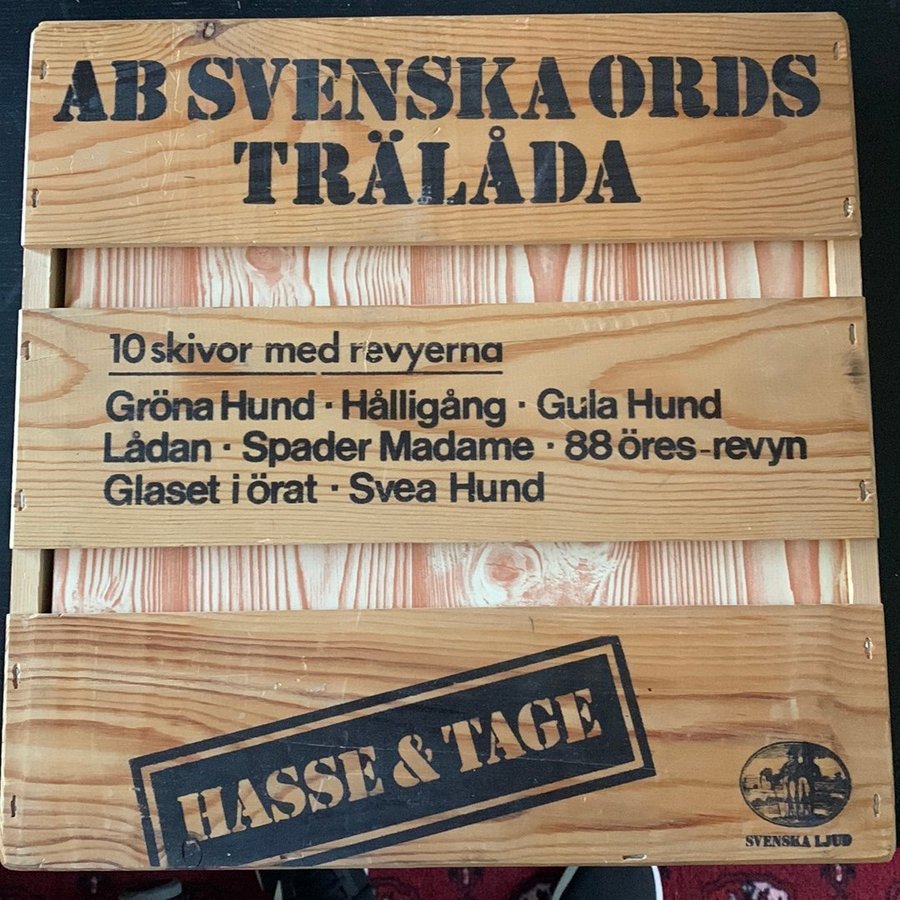 AB SVENSKA ORDS
TRÄLÅDA
10 skivor med revyerna
Gröna Hund · Hålligång · Gula Hund
Lådan · Spader Madame · 88 öres-revyn
Glaset i örat · Svea Hund
HASSE & TAGE
SVENSKA LJUD